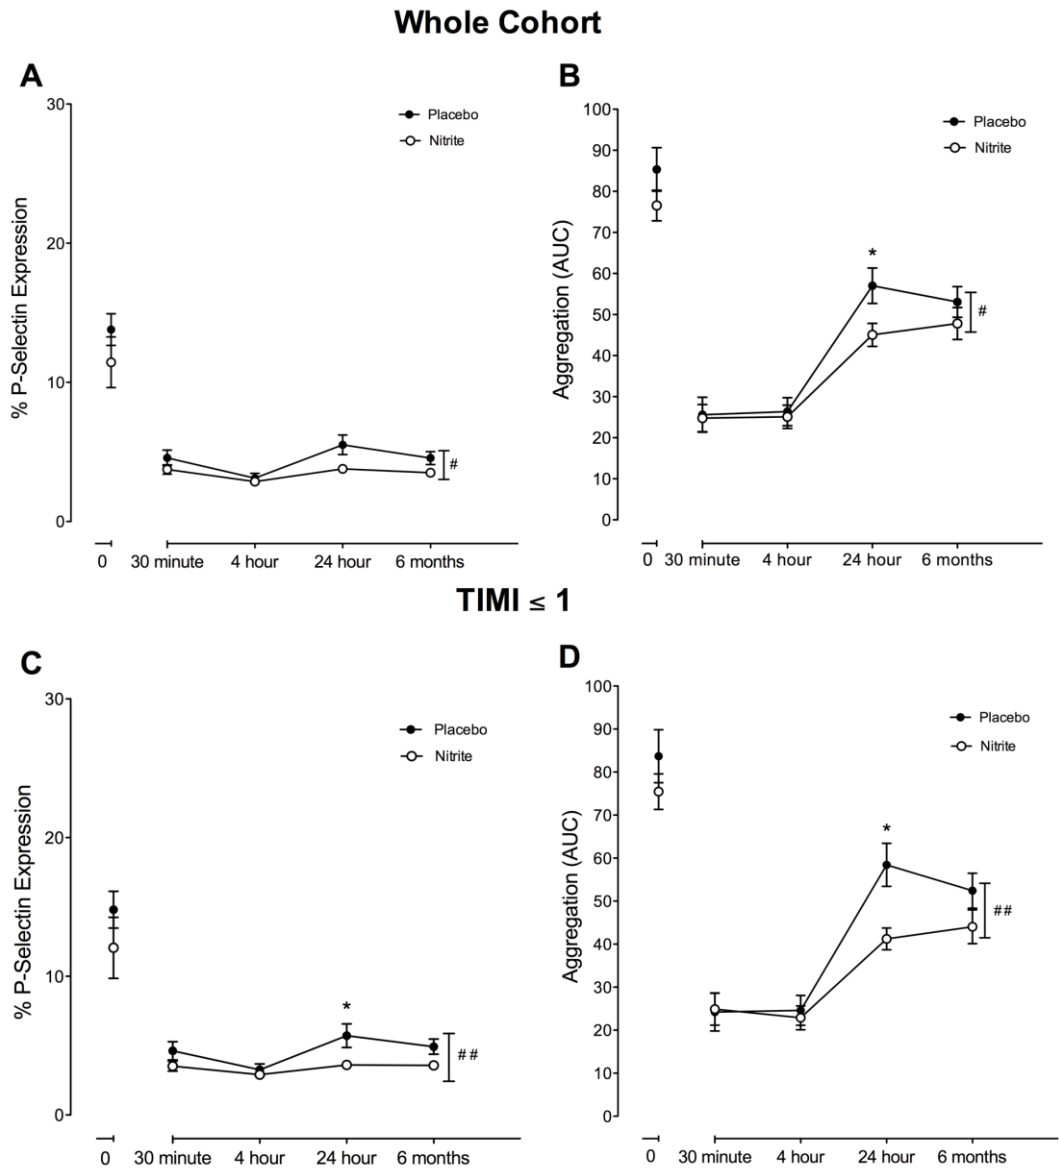 Whole Cohort
A
% P-Selectin Expression
30
20
10
0
Placebo
Nitrite
#
0 30 minute 4 hour 24 hour 6 months
B
Aggregation (AUC)
100
90
80
70
60
50
40
30
20
10
0
Placebo
Nitrite
*
#
0 30 minute 4 hour 24 hour 6 months
TIMI ≤ 1
C
% P-Selectin Expression
30
20
10
0
Placebo
Nitrite
*
##
0 30 minute 4 hour 24 hour 6 months
D
Aggregation (AUC)
100
90
80
70
60
50
40
30
20
10
0
Placebo
Nitrite
*
##
0 30 minute 4 hour 24 hour 6 months